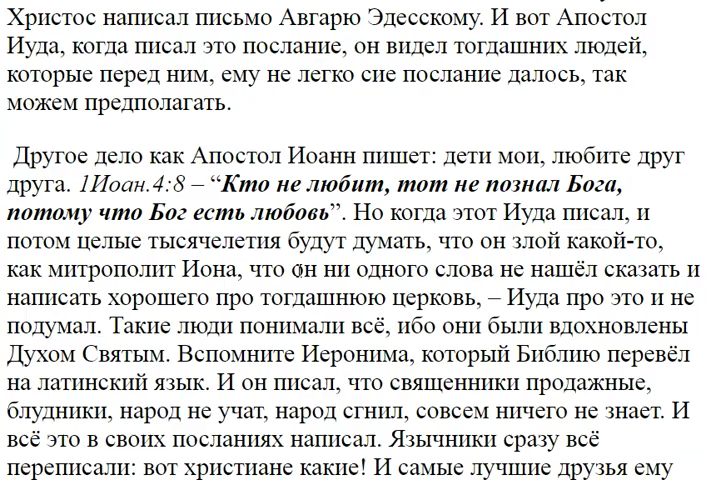 Христос написал письмо Авгарю Эдесскому. И вот Апостол
Иуда, когда писал это послание, он видел тогдашних людей,
которые перед ним, ему не легко сие послание далось, так
можем предполагать.
Другое дело как Апостол Иоанн пишет: дети мои, любите друг
друга. 1Иоан.4:8 – “Кто не любит, тот не познал Бога,
потому что Бог есть любовь”. Но когда этот Иуда писал, и
потом целые тысячелетия будут думать, что он злой какой-то,
как митрополит Иона, что он ни одного слова не нашёл сказать и
написать хорошего про тогдашнюю церковь, – Иуда про это и не
подумал. Такие люди понимали всё, ибо они были вдохновлены
Духом Святым. Вспомните Иеронима, который Библию перевёл
на латинский язык. И он писал, что священники продажные,
блудники, народ не учат, народ сгнил, совсем ничего не знает. И
всё это в своих посланиях написал. Язычники сразу всё
переписали: вот христиане какие! И самые лучшие друзья ему